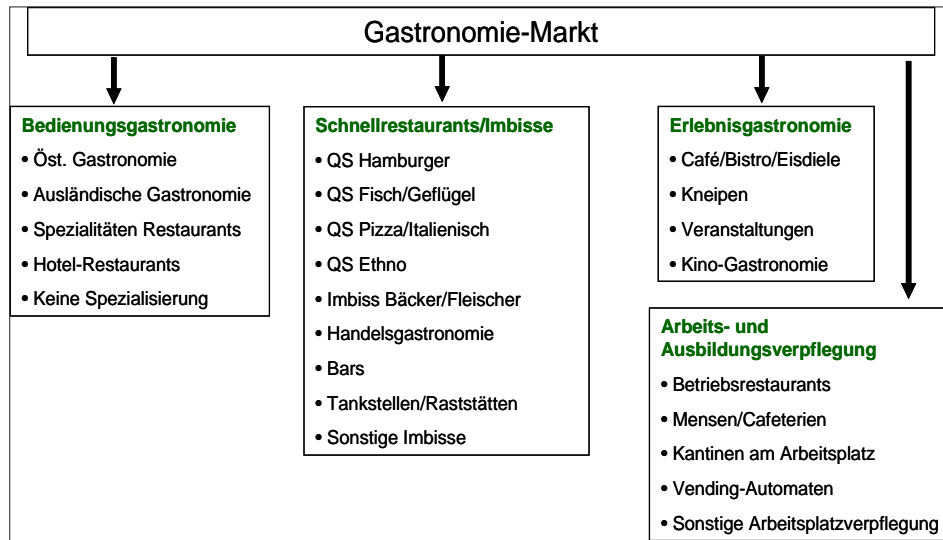 Gastronomie-Markt
Bedienungsgastronomie
• Öst. Gastronomie
• Ausländische Gastronomie
• Spezialitäten Restaurants
• Hotel-Restaurants
• Keine Spezialisierung
Schnellrestaurants/Imbisse
• QS Hamburger
• QS Fisch/Geflügel
• QS Pizza/Italienisch
• QS Ethno
• Imbiss Bäcker/Fleischer
• Handelsgastronomie
• Bars
• Tankstellen/Raststätten
• Sonstige Imbisse
Erlebnisgastronomie
• Café/Bistro/Eisdiele
• Kneipen
• Veranstaltungen
• Kino-Gastronomie
Arbeits- und
Ausbildungsverpflegung
• Betriebsrestaurants
• Mensen/Cafeterien
• Kantinen am Arbeitsplatz
• Vending-Automaten
• Sonstige Arbeitsplatzverpflegung